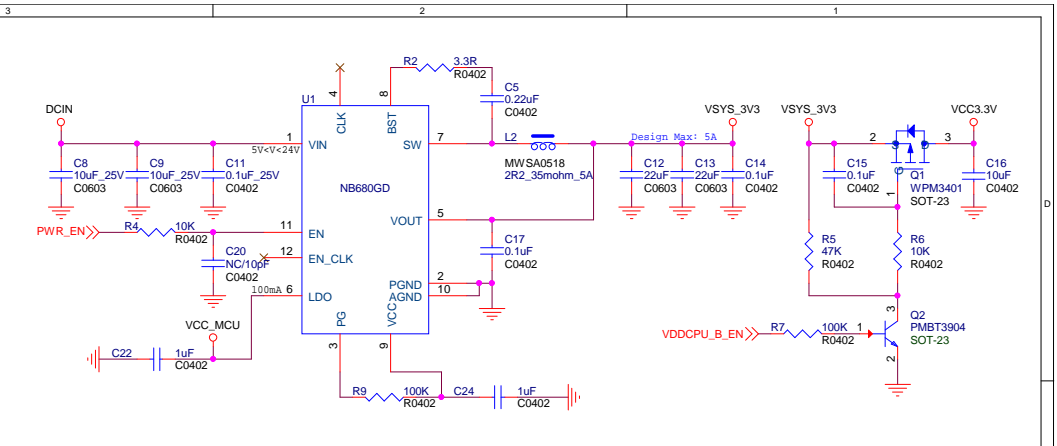 3
2
1
D
DCIN
C8
10uF_25V
C0603
C9
10uF_25V
C0603
C11
0.1uF_25V
C0402
5V<V<24V
1
VIN
U1
4
CLK
8
BST
R2
3.3R
R0402
C5
0.22uF
C0402
7
SW
L2
MWSA0518
2R2_35mohm_5A
NB680GD
PWR_EN
R4
10K
R0402
11
EN
C20
NC/10pF
C0402
12
EN_CLK
100mA
6
LDO
VCC_MCU
C22
1uF
C0402
5
VOUT
C17
0.1uF
C0402
2
PGND
10
AGND
PG
3
VCC
9
R9
100K
R0402
C24
1uF
C0402
Design Max: 5A
VSYS_3V3
C12
22uF
C0603
C13
22uF
C0603
C14
0.1uF
C0402
VSYS_3V3
VCC3.3V
2
3
S
D
G
1
Q1
WPM3401
SOT-23
C15
0.1uF
C0402
C16
10uF
C0402
R5
47K
R0402
R6
10K
R0402
VDDCPU_B_EN
R7
100K
R0402
1
3
2
Q2
PMBT3904
SOT-23